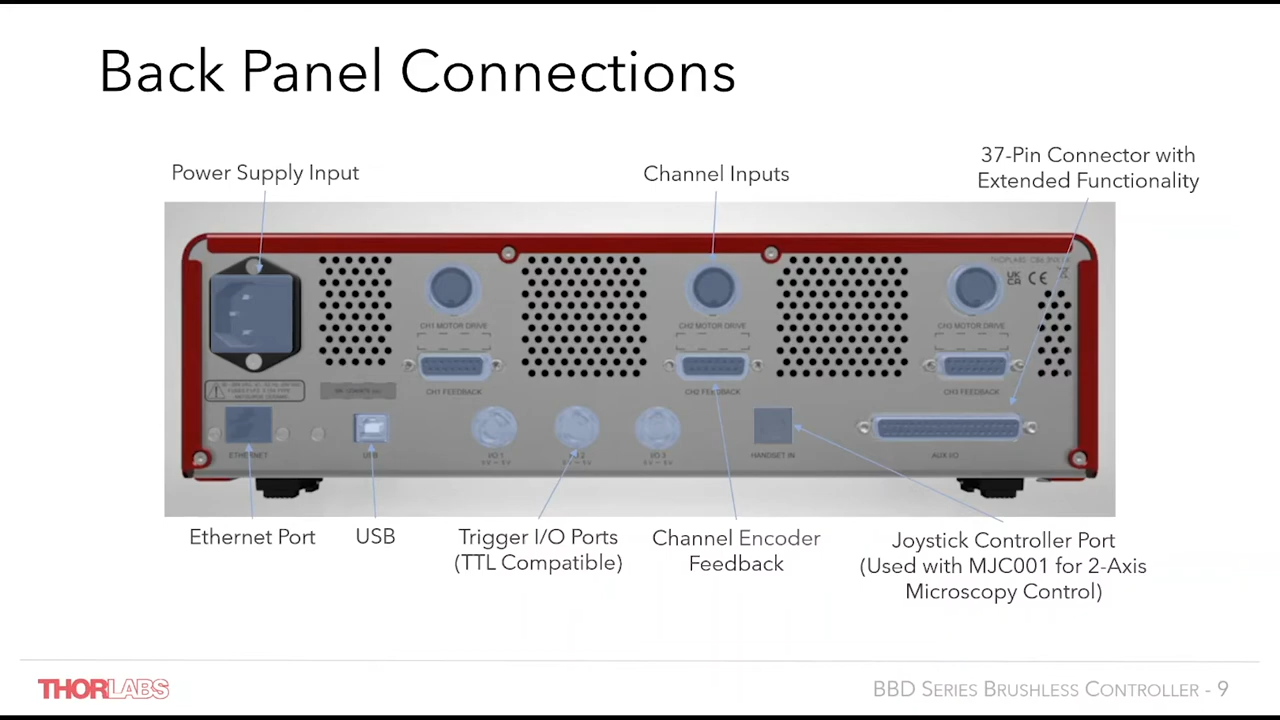 Back Panel Connections
Power Supply Input
Channel Inputs
37-Pin Connector with
Extended Functionality
CH1 MOTOR DRIVE
CH2 MOTOR DRIVE
CH3 MOTOR DRIVE
CH1 FEEDBACK
CH2 FEEDBACK
CH3 FEEDBACK
ETHERNET
USB
I/O 1
I/O 2
I/O 3
HANDSET IN
AUX I/O
Ethernet Port
USB
Trigger I/O Ports
(TTL Compatible)
Channel Encoder
Feedback
Joystick Controller Port
(Used with MJC001 for 2-Axis
Microscopy Control)
THORLABS
BBD Series Brushless Controller - 9